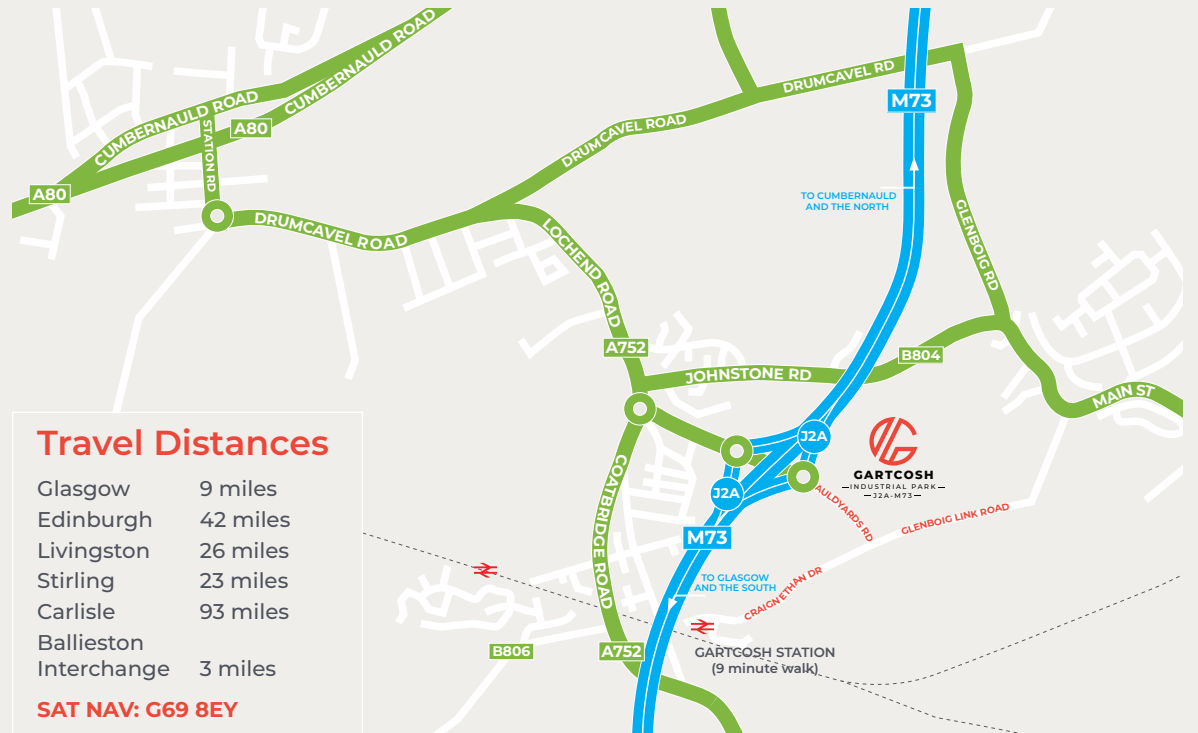 CUMBERNAULD ROAD
CUMBERNAULD ROAD
A80
STATION RD
A80
DRUMCAVEL ROAD
DRUMCAVEL ROAD
DRUMCAVEL RD
M73
TO CUMBERNAULD
AND THE NORTH
GLENBOIG RD
LOCHEND ROAD
A752
JOHNSTONE RD
B804
MAIN ST
J2A
J2A
GARTCOSH
INDUSTRIAL PARK
J2A-M73
AULDYARDS RD
GLENBOIG LINK ROAD
COATBRIDGE ROAD
M73
TO GLASGOW
AND THE SOUTH
CRAIGNETHAN DR
B806
A752
GARTCOSH STATION
(9 minute walk)
Travel Distances
Glasgow 9 miles
Edinburgh 42 miles
Livingston 26 miles
Stirling 23 miles
Carlisle 93 miles
Ballieston
Interchange 3 miles
SAT NAV: G69 8EY